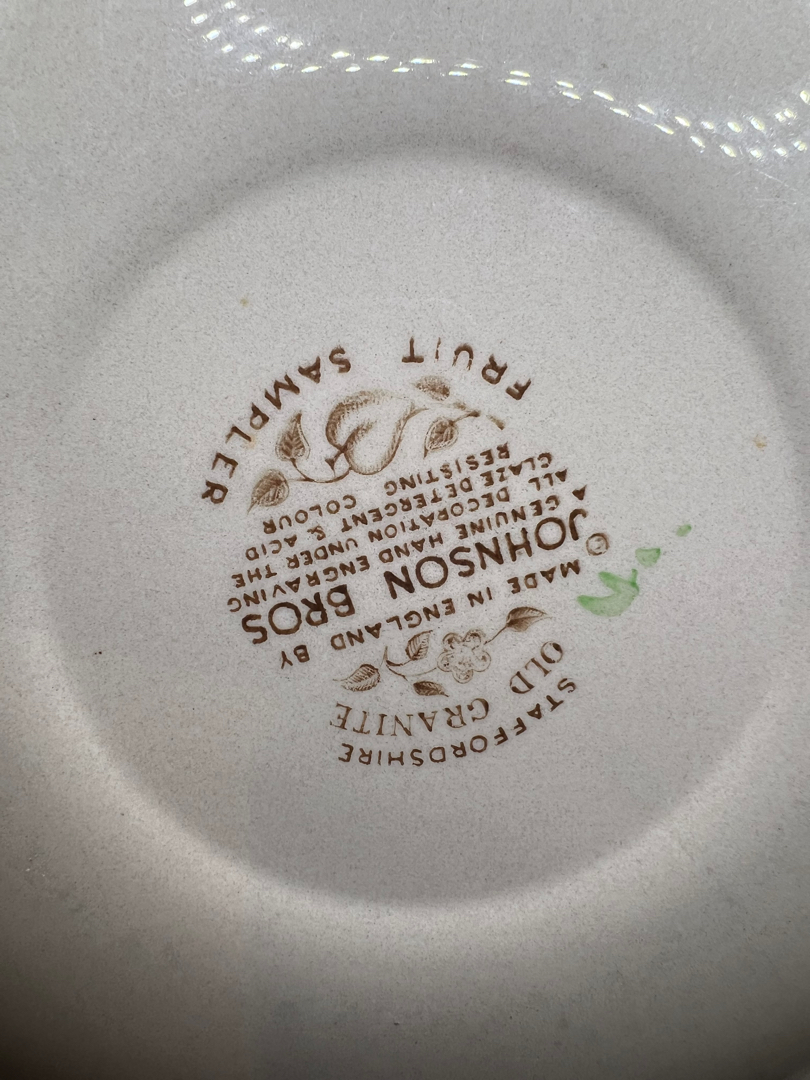 STAFFORDSHIRE
OLD GRANITE
MADE IN ENGLAND BY
© JOHNSON BROS
A GENUINE HAND ENGRAVING
ALL DECORATION UNDER THE
GLAZE DETERGENT & ACID
RESISTING COLOUR
FRUIT SAMPLER